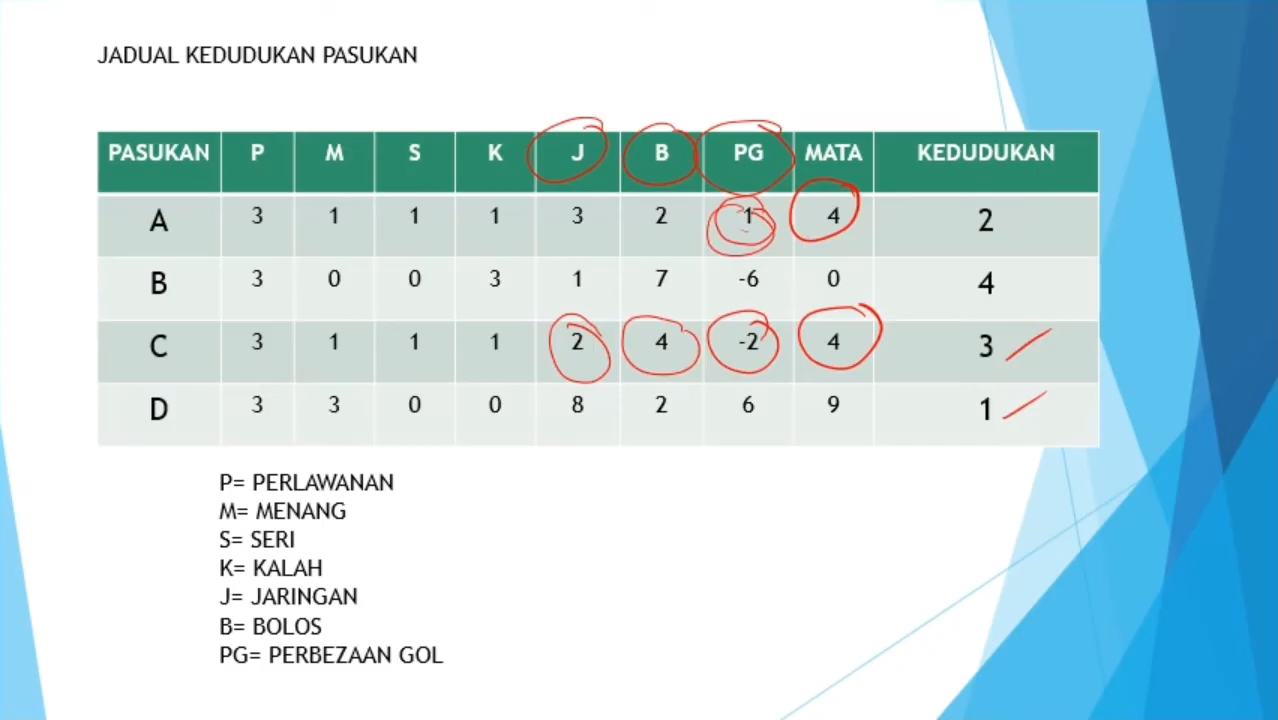 JADUAL KEDUDUKAN PASUKAN
PASUKAN P M S K J B PG MATA KEDUDUKAN
A 3 1 1 1 3 2 1 4 2
B 3 0 0 3 1 7 -6 0 4
C 3 1 1 1 2 4 -2 4 3
D 3 3 0 0 8 2 6 9 1
P= PERLAWANAN
M= MENANG
S= SERI
K= KALAH
J= JARINGAN
B= BOLOS
PG= PERBEZAAN GOL